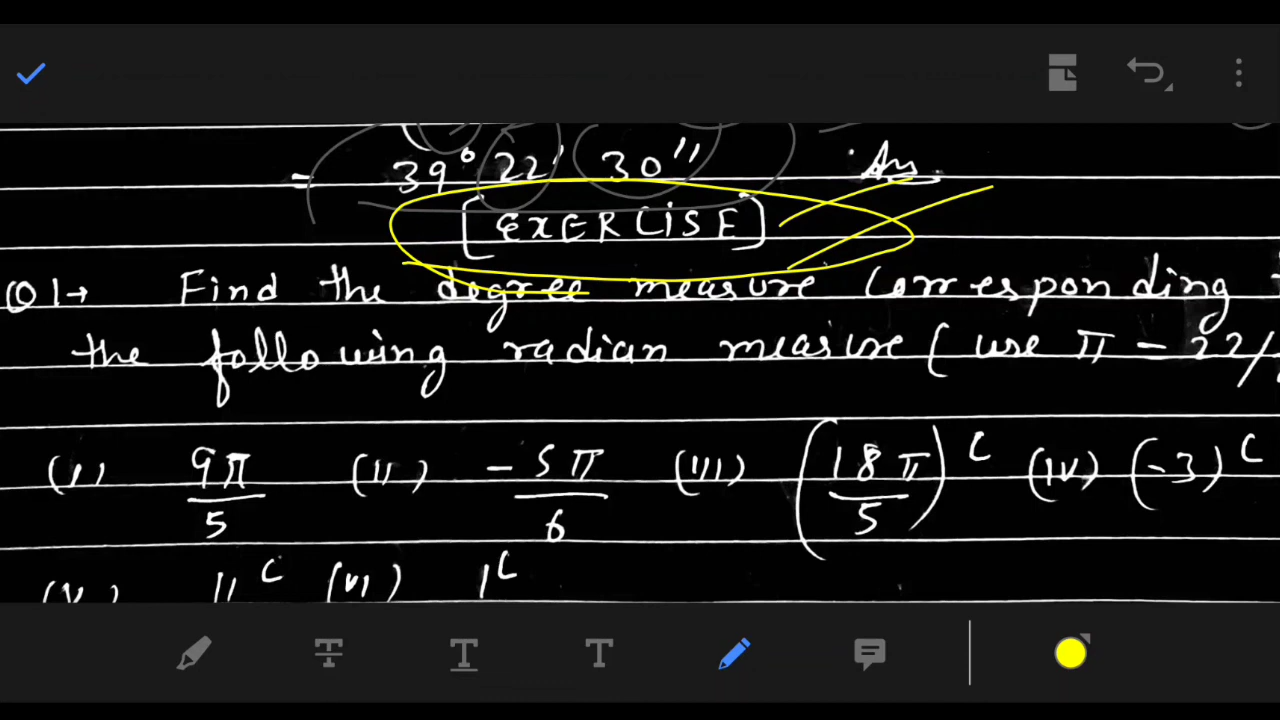 = 39° 22' 30" Ans.
[EXERCISE]
Q1→ Find the degree measure corresponding
the following radian measure (use π = 22/
(i) 9π/5 (ii) -5π/6 (iii) (18π/5)^c (iv) (-3)^c
(v) 11^c (vi) 1^c